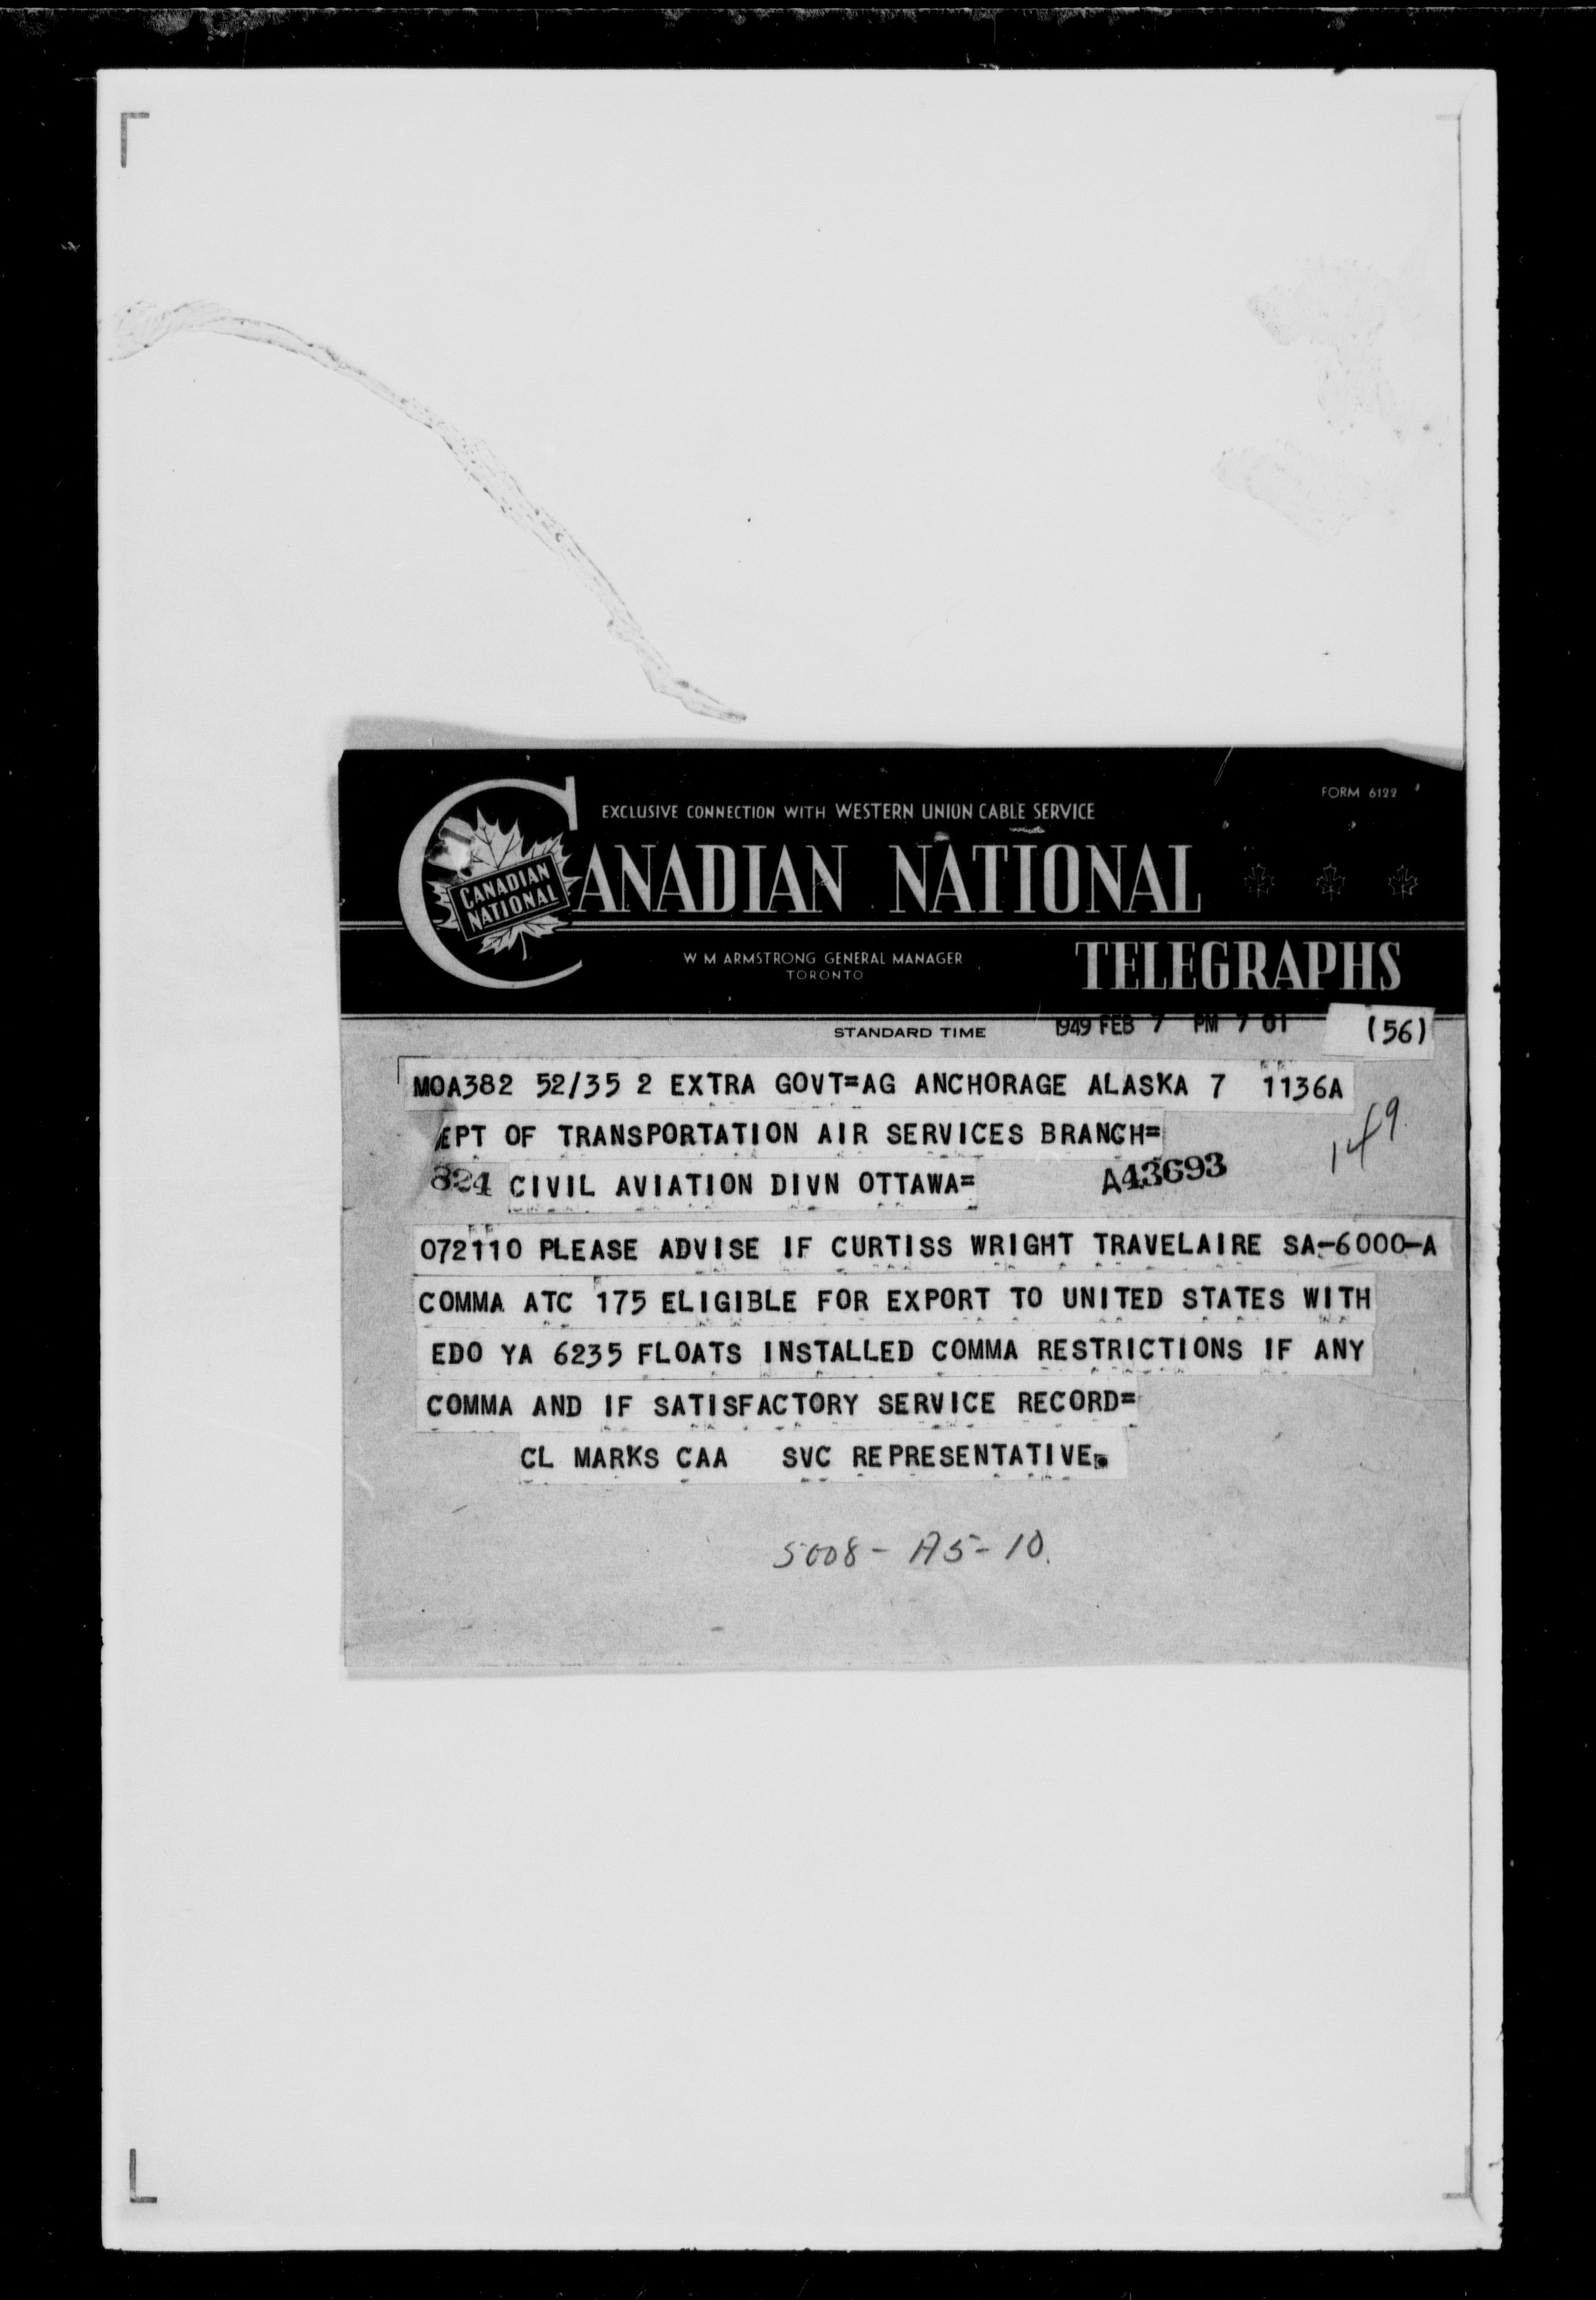 FORM 6122
EXCLUSIVE CONNECTION WITH WESTERN UNION CABLE SERVICE
CANADIAN NATIONAL
CANADIAN
NATIONAL
W M ARMSTRONG GENERAL MANAGER
TORONTO
TELEGRAPHS
STANDARD TIME 1949 FEB 7 PM 7 01 (56)
MOA382 52/35 2 EXTRA GOVT=AG ANCHORAGE ALASKA 7 1136A
EPT OF TRANSPORTATION AIR SERVICES BRANCH=
149
824 CIVIL AVIATION DIVN OTTAWA= A43693
072110 PLEASE ADVISE IF CURTISS WRIGHT TRAVELAIRE SA-6000-A
COMMA ATC 175 ELIGIBLE FOR EXPORT TO UNITED STATES WITH
EDO YA 6235 FLOATS INSTALLED COMMA RESTRICTIONS IF ANY
COMMA AND IF SATISFACTORY SERVICE RECORD=
CL MARKS CAA SVC REPRESENTATIVE.
5008-A5-10.